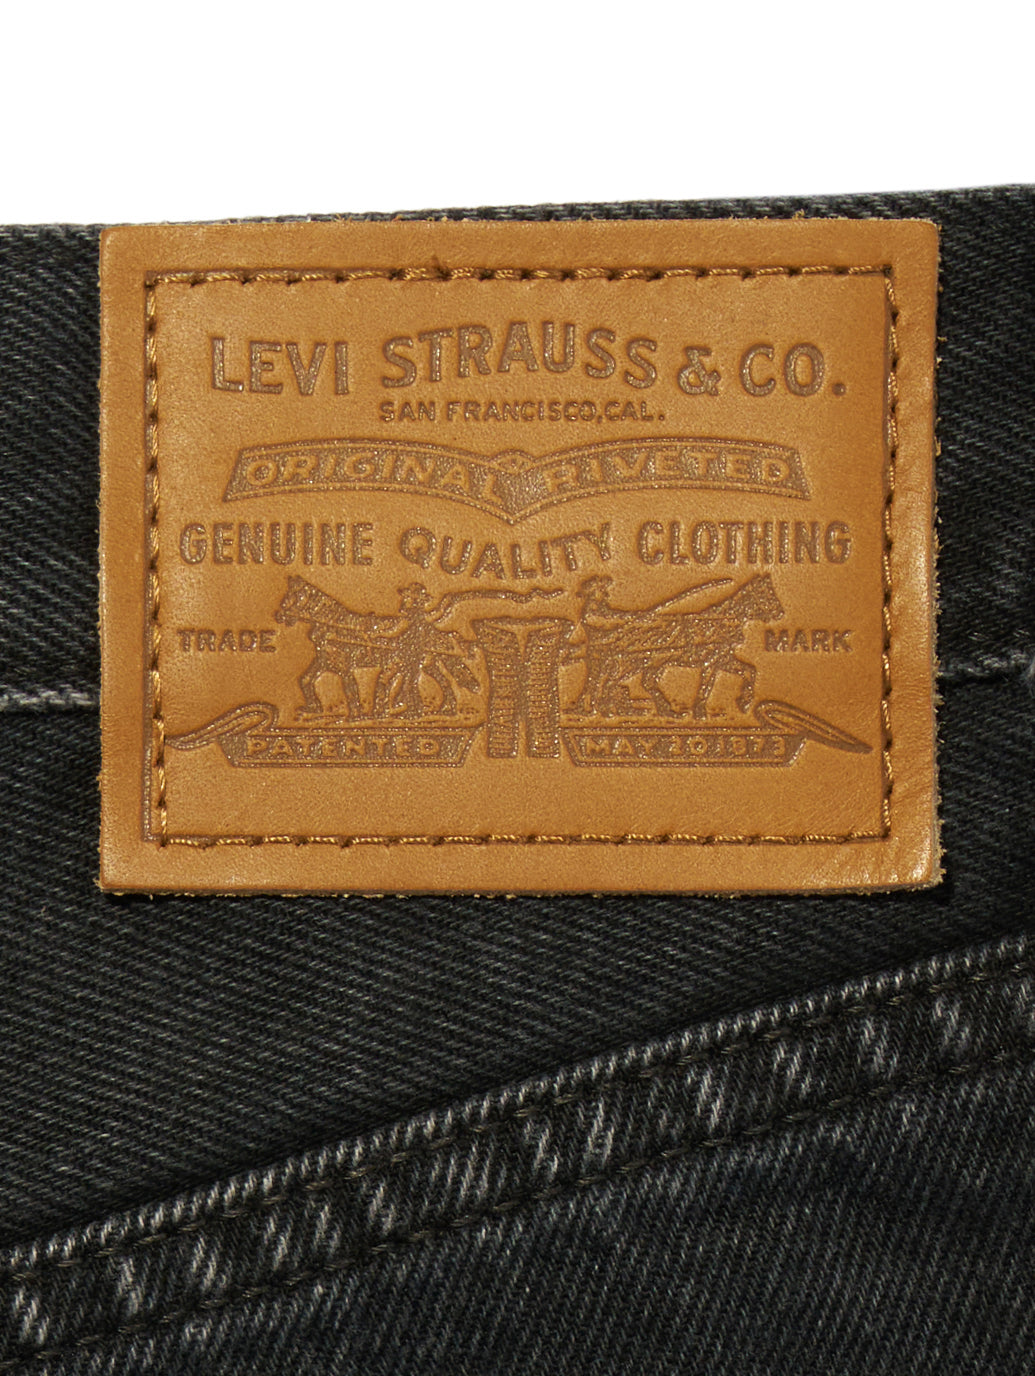 LEVI STRAUSS & CO.
SAN FRANCISCO, CAL.
ORIGINAL RIVETED
GENUINE QUALITY CLOTHING
TRADE MARK
PATENTED MAY 20 1873